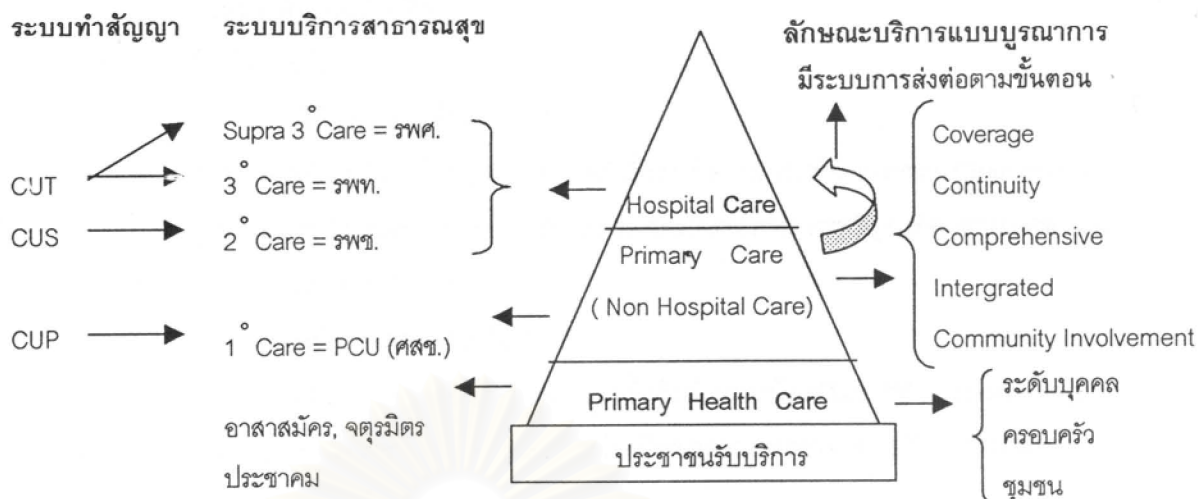 ระบบทำสัญญา
ระบบบริการสาธารณสุข
ลักษณะบริการแบบบูรณาการ
มีระบบการส่งต่อตามขั้นตอน
CUT
Supra 3° Care = รพศ.
3° Care = รพท.
CUS
2° Care = รพช.
CUP
1° Care = PCU (ศสช.)
อาสาสมัคร, จตุรมิตร
ประชาคม
Hospital Care
Primary Care
( Non Hospital Care)
Primary Health Care
ประชาชนรับบริการ
Coverage
Continuity
Comprehensive
Intergrated
Community Involvement
ระดับบุคคล
ครอบครัว
ชุมชน